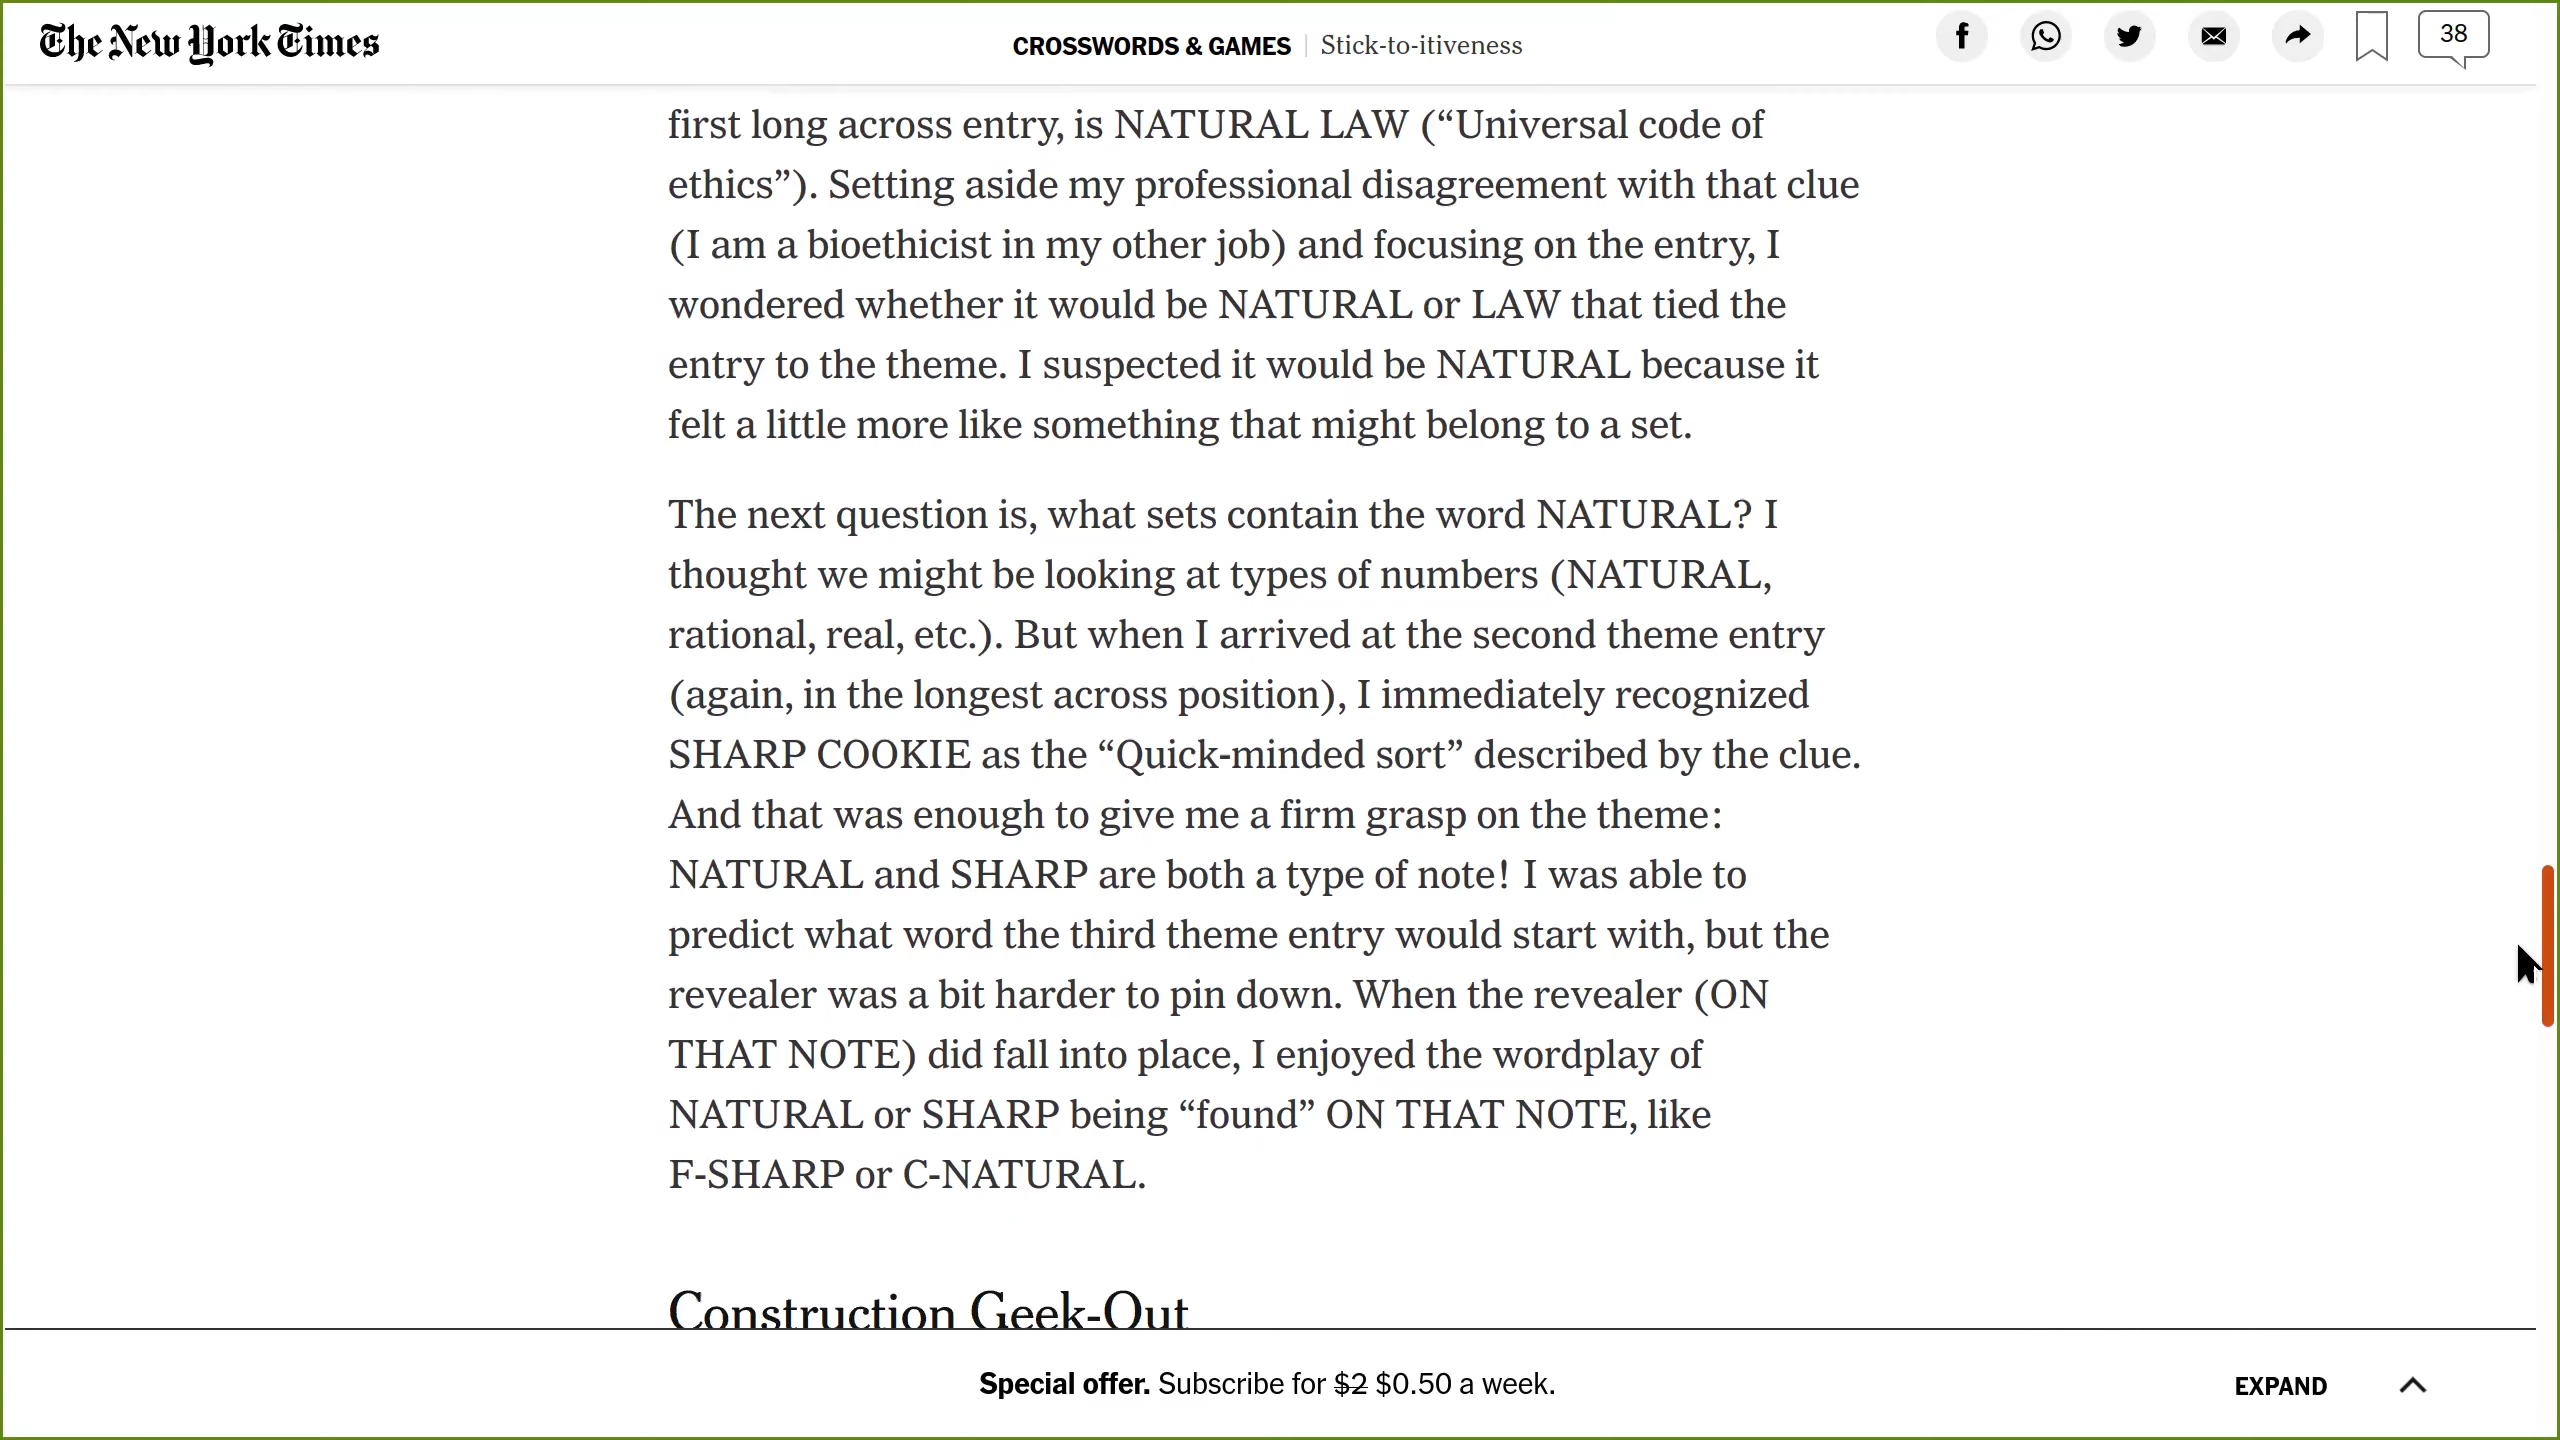 The New York Times
CROSSWORDS & GAMES | Stick-to-itiveness
38
first long across entry, is NATURAL LAW (“Universal code of
ethics”). Setting aside my professional disagreement with that clue
(I am a bioethicist in my other job) and focusing on the entry, I
wondered whether it would be NATURAL or LAW that tied the
entry to the theme. I suspected it would be NATURAL because it
felt a little more like something that might belong to a set.
The next question is, what sets contain the word NATURAL? I
thought we might be looking at types of numbers (NATURAL,
rational, real, etc.). But when I arrived at the second theme entry
(again, in the longest across position), I immediately recognized
SHARP COOKIE as the “Quick-minded sort” described by the clue.
And that was enough to give me a firm grasp on the theme:
NATURAL and SHARP are both a type of note! I was able to
predict what word the third theme entry would start with, but the
revealer was a bit harder to pin down. When the revealer (ON
THAT NOTE) did fall into place, I enjoyed the wordplay of
NATURAL or SHARP being “found” ON THAT NOTE, like
F-SHARP or C-NATURAL.
Construction Geek-Out
Special offer. Subscribe for $2 $0.50 a week.
EXPAND